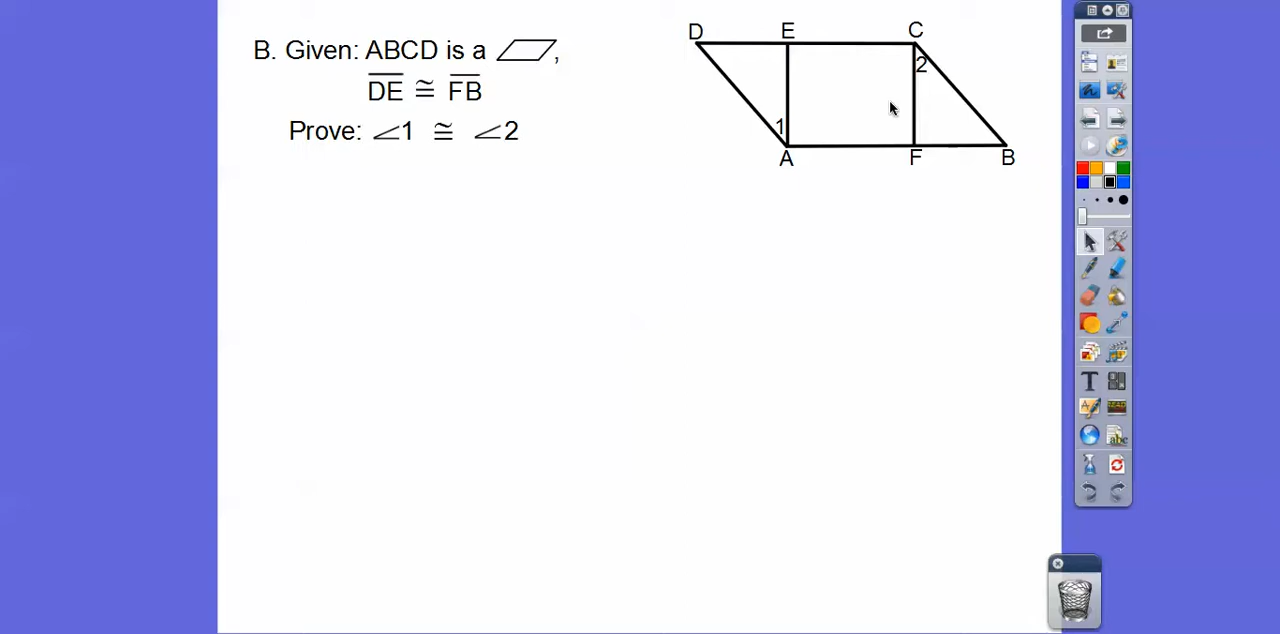 B. Given: ABCD is a ▱,
DE ≅ FB
Prove: ∠1 ≅ ∠2
D E C
2
1
A F B